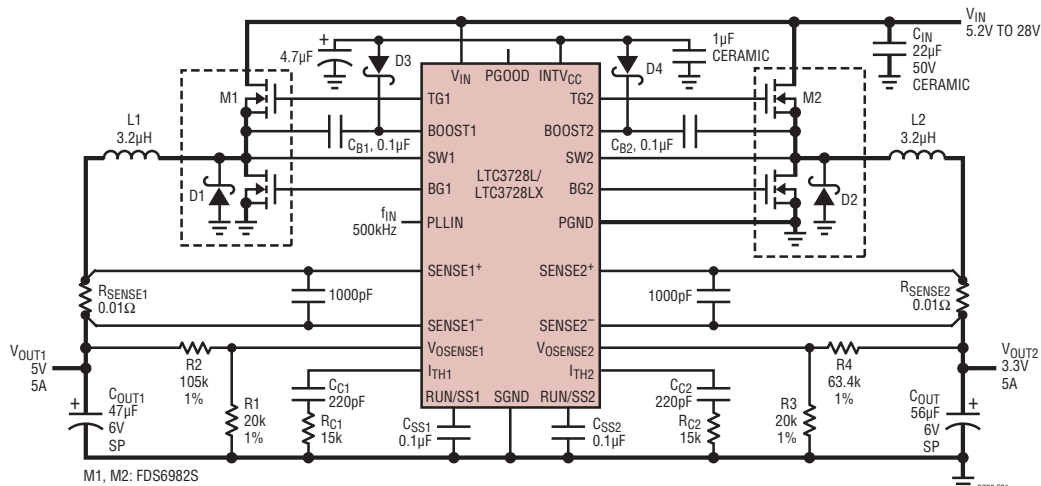 VIN
5.2V TO 28V
CIN
22µF
50V
CERAMIC
1µF
CERAMIC
+
4.7µF
D3
D4
VIN
PGOOD
INTVCC
M1
TG1
TG2
M2
L1
3.2µH
BOOST1
BOOST2
L2
3.2µH
CB1, 0.1µF
CB2, 0.1µF
SW1
SW2
LTC3728L/
LTC3728LX
D1
BG1
BG2
D2
fIN
500kHz
PLLIN
PGND
SENSE1+
SENSE2+
RSENSE1
0.01Ω
1000pF
1000pF
RSENSE2
0.01Ω
SENSE1–
SENSE2–
VOUT1
5V
5A
R2
105k
1%
VOSENSE1
VOSENSE2
R4
63.4k
1%
VOUT2
3.3V
5A
ITH1
ITH2
+
COUT1
47µF
6V
SP
R1
20k
1%
CC1
220pF
RC1
15k
RUN/SS1
SGND
RUN/SS2
CSS1
0.1µF
CSS2
0.1µF
CC2
220pF
RC2
15k
R3
20k
1%
COUT
56µF
6V
SP
+
M1, M2: FDS6982S